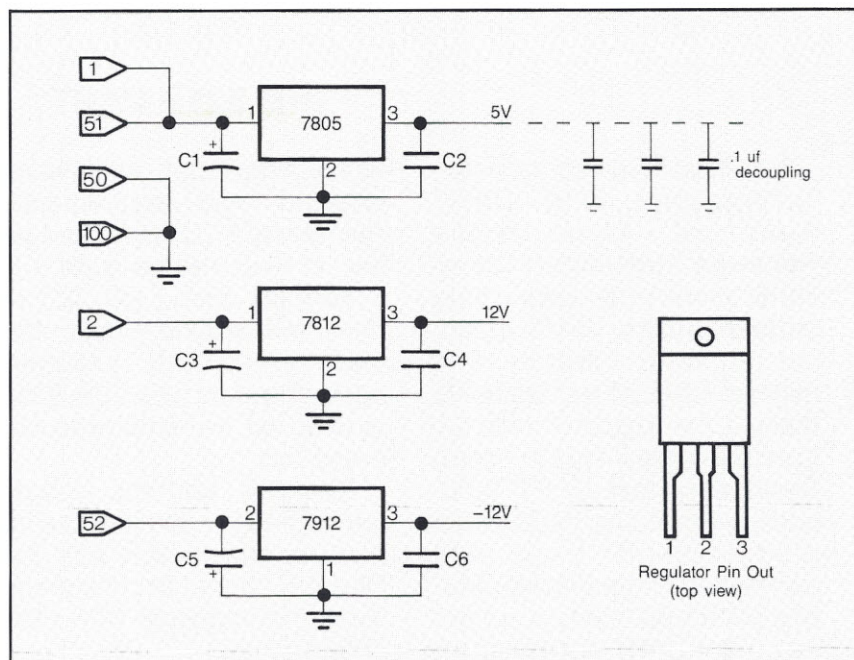 1
51
50
100
1 7805 3
2
5V
+
C1
C2
.1 uf
decoupling
2
1 7812 3
2
12V
+
C3
C4
52
2 7912 3
1
–12V
C5
+
C6
1 2 3
Regulator Pin Out
(top view)